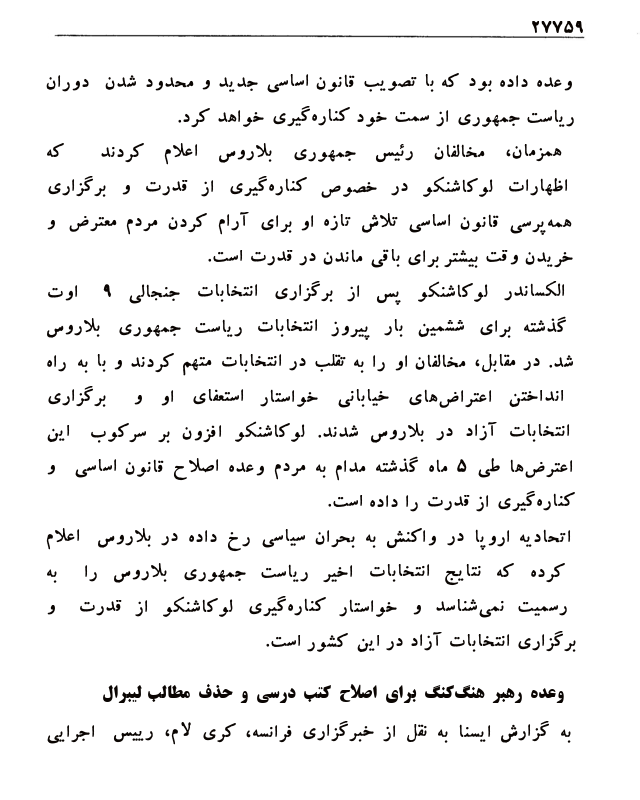 ۲۷۷۵۹
وعده داده بود که با تصویب قانون اساسی جدید و محدود شدن دوران
ریاست جمهوری از سمت خود کناره‌گیری خواهد کرد.
همزمان، مخالفان رئیس جمهوری بلاروس اعلام کردند که
اظهارات لوکاشنکو در خصوص کناره‌گیری از قدرت و برگزاری
همه‌پرسی قانون اساسی تلاش تازه او برای آرام کردن مردم معترض و
خریدن وقت بیشتر برای باقی ماندن در قدرت است.
الکساندر لوکاشنکو پس از برگزاری انتخابات جنجالی ۹ اوت
گذشته برای ششمین بار پیروز انتخابات ریاست جمهوری بلاروس
شد. در مقابل، مخالفان او را به تقلب در انتخابات متهم کردند و با به راه
انداختن اعتراض‌های خیابانی خواستار استعفای او و برگزاری
انتخابات آزاد در بلاروس شدند. لوکاشنکو افزون بر سرکوب این
اعترض‌ها طی ۵ ماه گذشته مدام به مردم وعده اصلاح قانون اساسی و
کناره‌گیری از قدرت را داده است.
اتحادیه اروپا در واکنش به بحران سیاسی رخ داده در بلاروس اعلام
کرده که نتایج انتخابات اخیر ریاست جمهوری بلاروس را به
رسمیت نمی‌شناسد و خواستار کناره‌گیری لوکاشنکو از قدرت و
برگزاری انتخابات آزاد در این کشور است.
وعده رهبر هنگ‌کنگ برای اصلاح کتب درسی و حذف مطالب لیبرال
به گزارش ایسنا به نقل از خبرگزاری فرانسه، کری لام، رییس اجرایی